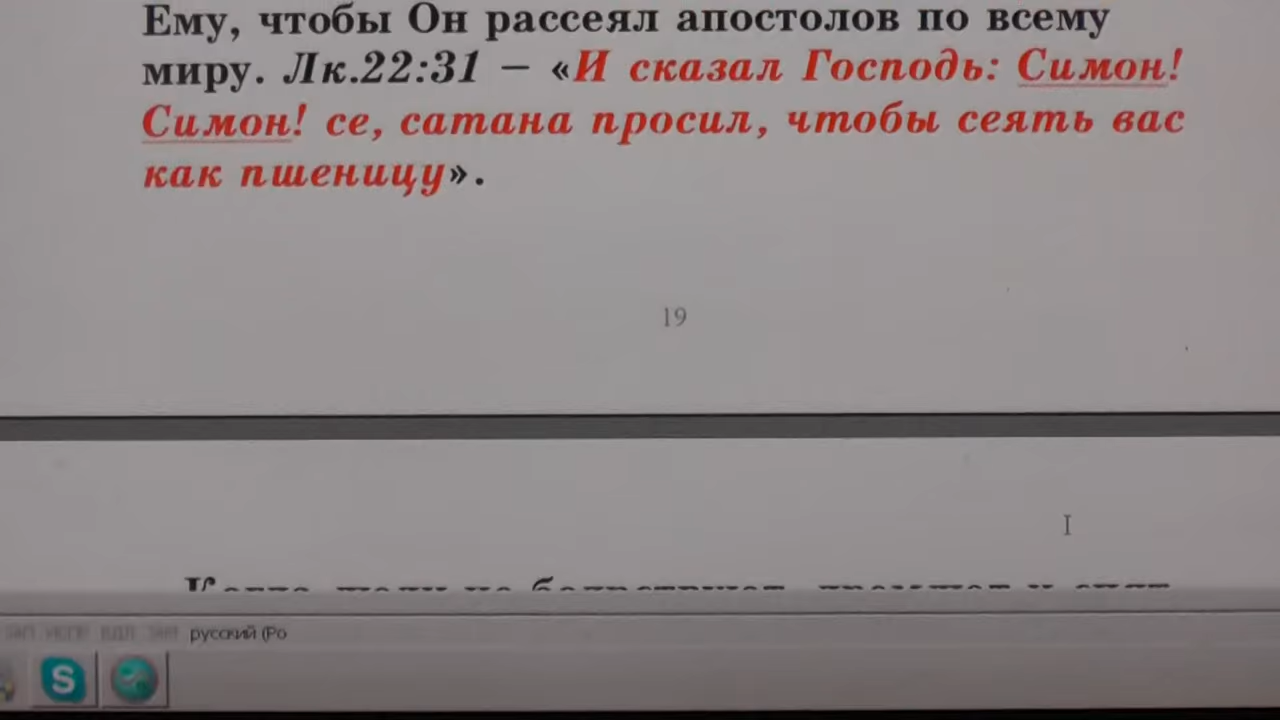 Ему, чтобы Он рассеял апостолов по всему
миру. Лк.22:31 – «И сказал Господь: Симон!
Симон! се, сатана просил, чтобы сеять вас
как пшеницу».
19
русский (Ро
S